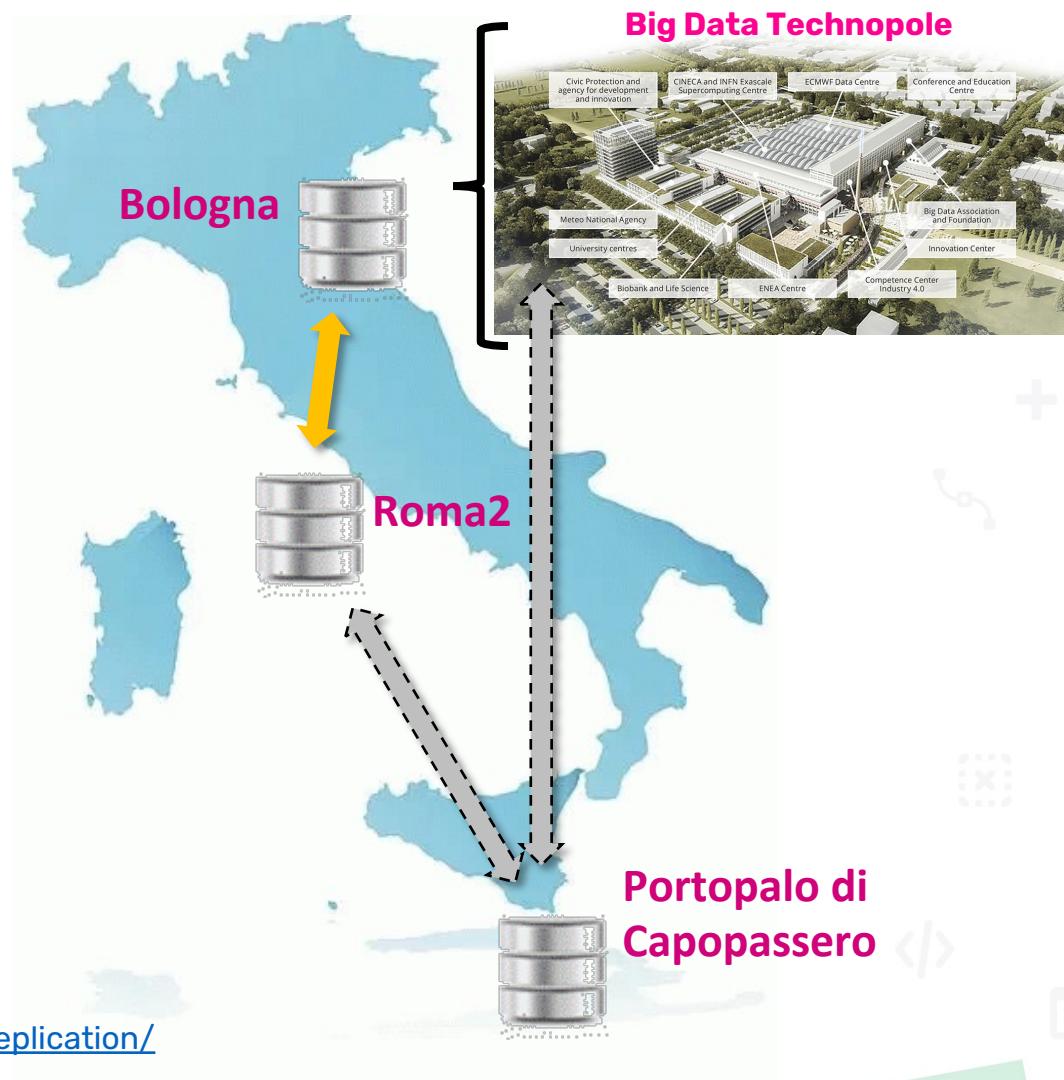 Big Data Technopole
Civic Protection and
agency for development
and innovation
CINECA and INFN Exascale
Supercomputing Centre
ECMWF Data Centre
Conference and Education
Centre
Meteo National Agency
University centres
Biobank and Life Science
ENEA Centre
Competence Center
Industry 4.0
Big Data Association
and Foundation
Innovation Center
Bologna
Roma2
Portopalo di
Capopassero
eplication/